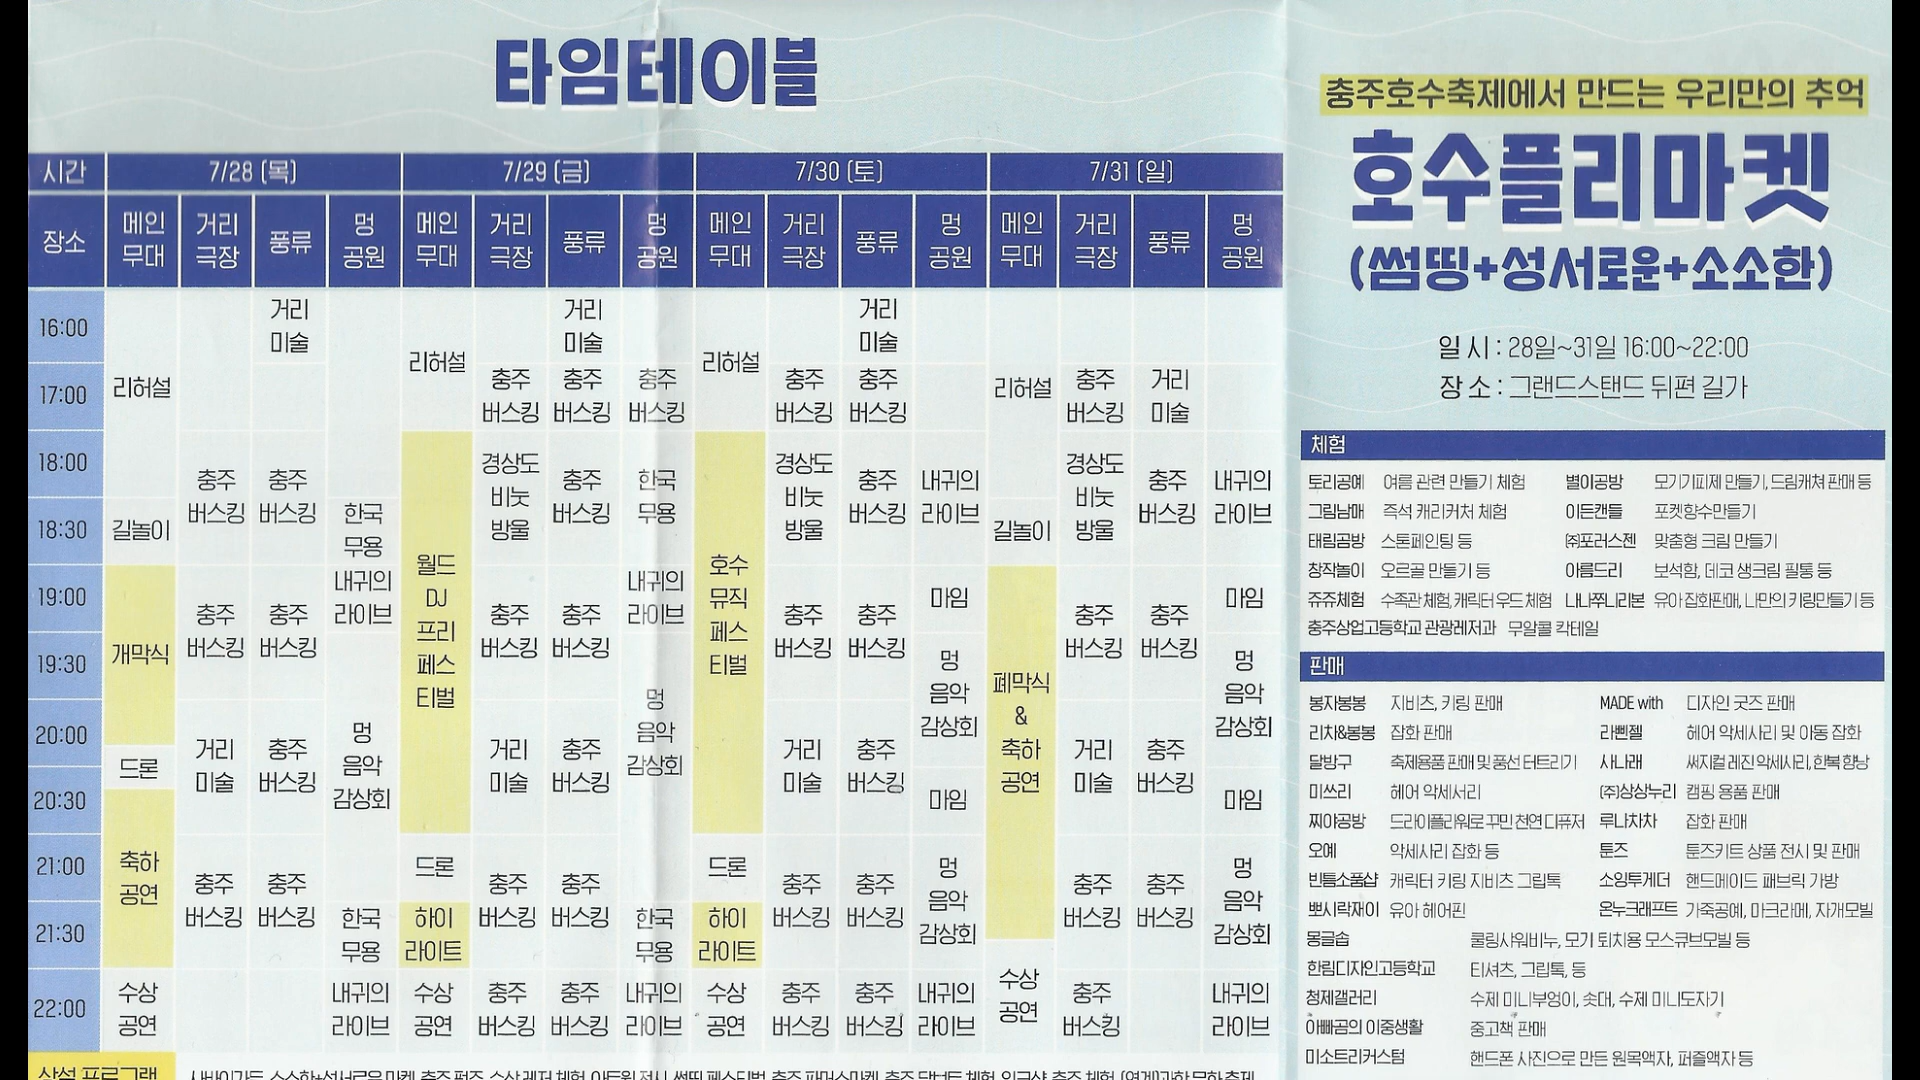 타임테이블
시간 7/28 (목) 7/29 (금) 7/30 (토) 7/31 (일)
장소 메인 무대 거리 극장 풍류 멍 공원 메인 무대 거리 극장 풍류 멍 공원 메인 무대 거리 극장 풍류 멍 공원 메인 무대 거리 극장 풍류 멍 공원
16:00
17:00
18:00
18:30
19:00
19:30
20:00
20:30
21:00
21:30
22:00
리허설
길놀이
개막식
드론
축하
공연
수상
공연
충주
버스킹
충주
버스킹
거리
미술
충주
버스킹
거리
미술
충주
버스킹
충주
버스킹
충주
버스킹
충주
버스킹
한국
무용
내귀의
라이브
멍
음악
감상회
한국
무용
내귀의
라이브
리허설
월드
DJ
프리
페스
티벌
드론
하이
라이트
수상
공연
충주
버스킹
경상도
비눗
방울
충주
버스킹
거리
미술
충주
버스킹
충주
버스킹
거리
미술
충주
버스킹
충주
버스킹
충주
버스킹
충주
버스킹
충주
버스킹
충주
버스킹
충주
버스킹
한국
무용
내귀의
라이브
멍
음악
감상회
한국
무용
내귀의
라이브
리허설
호수
뮤직
페스
티벌
드론
하이
라이트
수상
공연
충주
버스킹
경상도
비눗
방울
충주
버스킹
거리
미술
충주
버스킹
충주
버스킹
거리
미술
충주
버스킹
충주
버스킹
충주
버스킹
충주
버스킹
충주
버스킹
충주
버스킹
내귀의
라이브
마임
멍
음악
감상회
마임
멍
음악
감상회
내귀의
라이브
리허설
길놀이
폐막식
&
축하
공연
수상
공연
충주
버스킹
경상도
비눗
방울
충주
버스킹
거리
미술
충주
버스킹
충주
버스킹
거리
미술
충주
버스킹
충주
버스킹
충주
버스킹
충주
버스킹
내귀의
라이브
마임
멍
음악
감상회
마임
멍
음악
감상회
내귀의
라이브
상설 프로그램
충주호수축제에서 만드는 우리만의 추억
호수플리마켓
(썸띵+성서로운+소소한)
일 시 : 28일~31일 16:00~22:00
장 소 : 그랜드스탠드 뒤편 길가
체험
토리공예 여름 관련 만들기 체험 별이공방 모기기피제 만들기, 드림캐쳐 판매 등
그림남매 즉석 캐리커처 체험 이든캔들 포켓향수만들기
태림공방 스톤페인팅 등 ㈜포러스젠 맞춤형 크림 만들기
창작놀이 오르골 만들기 등 아름드리 보석함, 데코 생크림 필통 등
쥬쥬체험 수족관 체험, 캐릭터 우드 체험 나나쭈니리본 유아 잡화판매, 나만의 키링만들기 등
충주상업고등학교 관광레저과 무알콜 칵테일
판매
봉자봉봉 지비츠, 키링 판매 MADE with 디자인 굿즈 판매
리차&봉봉 잡화 판매 라삔젤 헤어 악세사리 및 아동 잡화
달방구 축제용품 판매 및 풍선 터트리기 사나래 써지컬 레진 악세사리, 한복 향낭
미쓰리 헤어 악세서리 (주)상상누리 캠핑 용품 판매
찌야공방 드라이플라워로 꾸민 천연 디퓨저 루나차차 잡화 판매
오예 악세사리 잡화 등 툰즈 툰즈키트 상품 전시 및 판매
빈틈소품샵 캐릭터 키링 지비츠 그립톡 소잉투게더 핸드메이드 패브릭 가방
뽀시락재이 유아 헤어핀 온누크래프트 가죽공예, 마크라메, 자개모빌
몽글솝 쿨링샤워비누, 모기 퇴치용 모스큐브모빌 등
한림디자인고등학교 티셔츠, 그립톡, 등
청제갤러리 수제 미니부엉이, 솟대, 수제 미니도자기
아빠곰의 이중생활 중고책 판매
미소트리커스텀 핸드폰 사진으로 만든 원목액자, 퍼즐액자 등